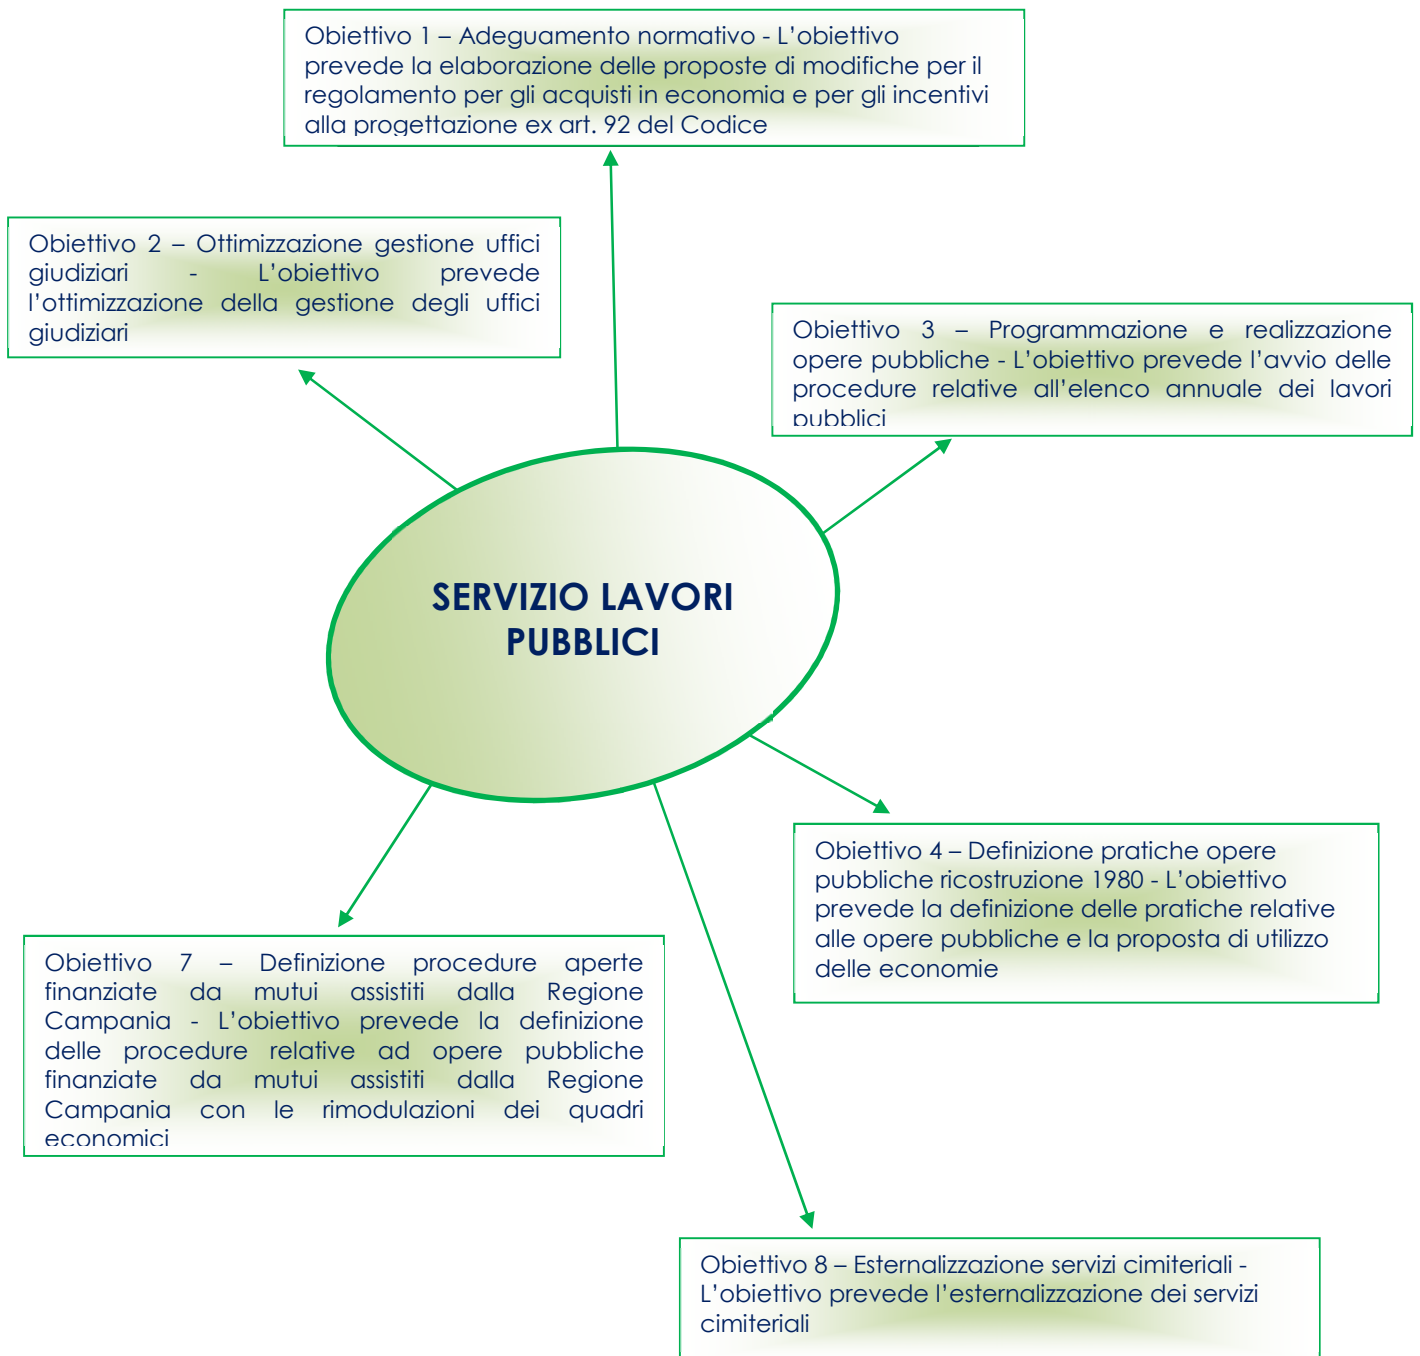 Obiettivo 1 – Adeguamento normativo - L’obiettivo
prevede la elaborazione delle proposte di modifiche per il
regolamento per gli acquisti in economia e per gli incentivi
alla progettazione ex art. 92 del Codice
Obiettivo 2 – Ottimizzazione gestione uffici
giudiziari - L’obiettivo prevede
l’ottimizzazione della gestione degli uffici
giudiziari
Obiettivo 3 – Programmazione e realizzazione
opere pubbliche - L’obiettivo prevede l’avvio delle
procedure relative all’elenco annuale dei lavori
pubblici
SERVIZIO LAVORI
PUBBLICI
Obiettivo 4 – Definizione pratiche opere
pubbliche ricostruzione 1980 - L’obiettivo
prevede la definizione delle pratiche relative
alle opere pubbliche e la proposta di utilizzo
delle economie
Obiettivo 7 – Definizione procedure aperte
finanziate da mutui assistiti dalla Regione
Campania - L’obiettivo prevede la definizione
delle procedure relative ad opere pubbliche
finanziate da mutui assistiti dalla Regione
Campania con le rimodulazioni dei quadri
economici
Obiettivo 8 – Esternalizzazione servizi cimiteriali -
L’obiettivo prevede l’esternalizzazione dei servizi
cimiteriali